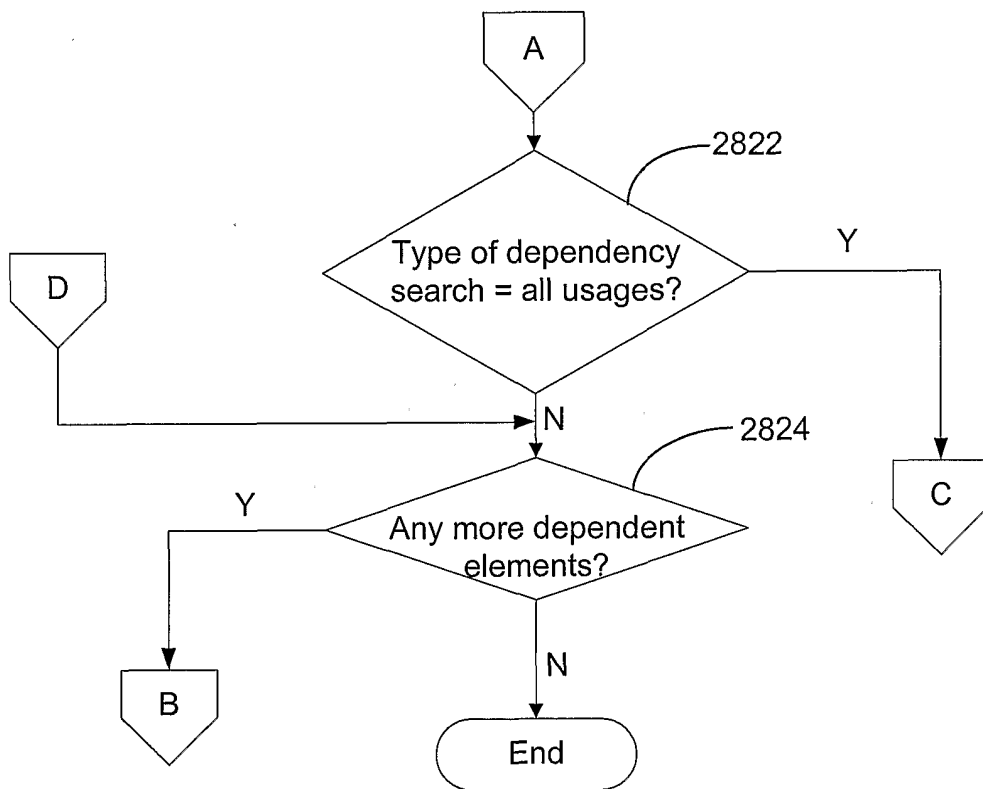 A
2822
Type of dependency
search = all usages?
Y
D
N
2824
Y
Any more dependent
elements?
C
N
B
End